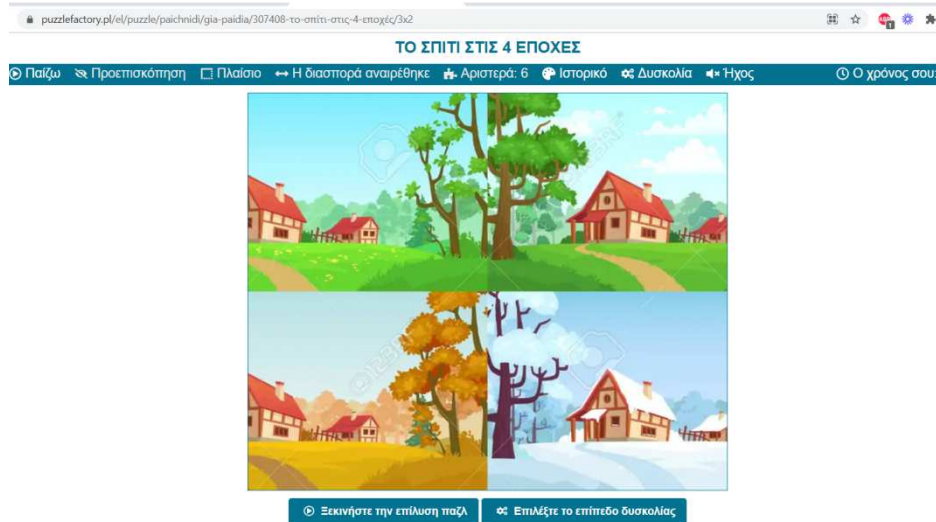 puzzlefactory.pl/el/puzzle/paichnidi/gia-paidia/307408-το-σπίτι-στις-4-εποχές/3x2
ΤΟ ΣΠΙΤΙ ΣΤΙΣ 4 ΕΠΟΧΕΣ
Παίζω Προεπισκόπηση Πλαίσιο Η διασπορά αναιρέθηκε Αριστερά: 6 Ιστορικό Δυσκολία Ήχος Ο χρόνος σου:
Ξεκινήστε την επίλυση παζλ Επιλέξτε το επίπεδο δυσκολίας